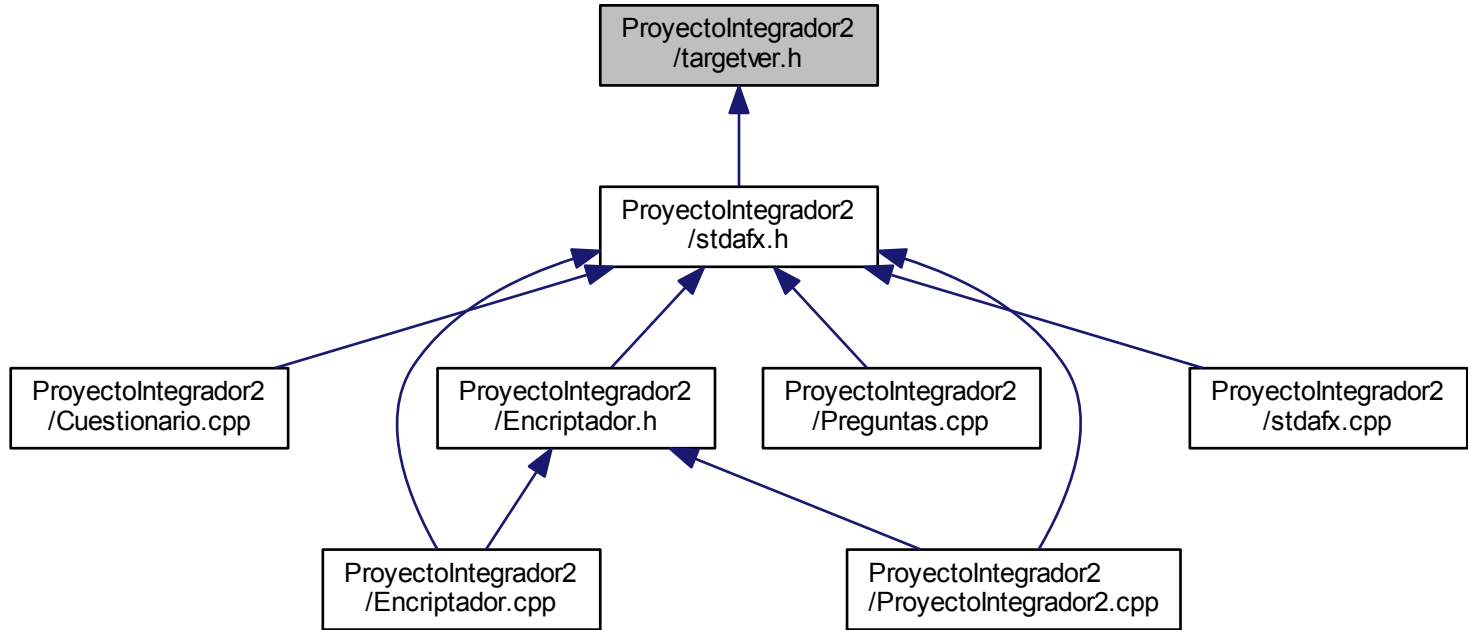 ProyectoIntegrador2
/targetver.h
ProyectoIntegrador2
/stdafx.h
ProyectoIntegrador2
/Cuestionario.cpp
ProyectoIntegrador2
/Encriptador.h
ProyectoIntegrador2
/Preguntas.cpp
ProyectoIntegrador2
/stdafx.cpp
ProyectoIntegrador2
/Encriptador.cpp
ProyectoIntegrador2
/ProyectoIntegrador2.cpp